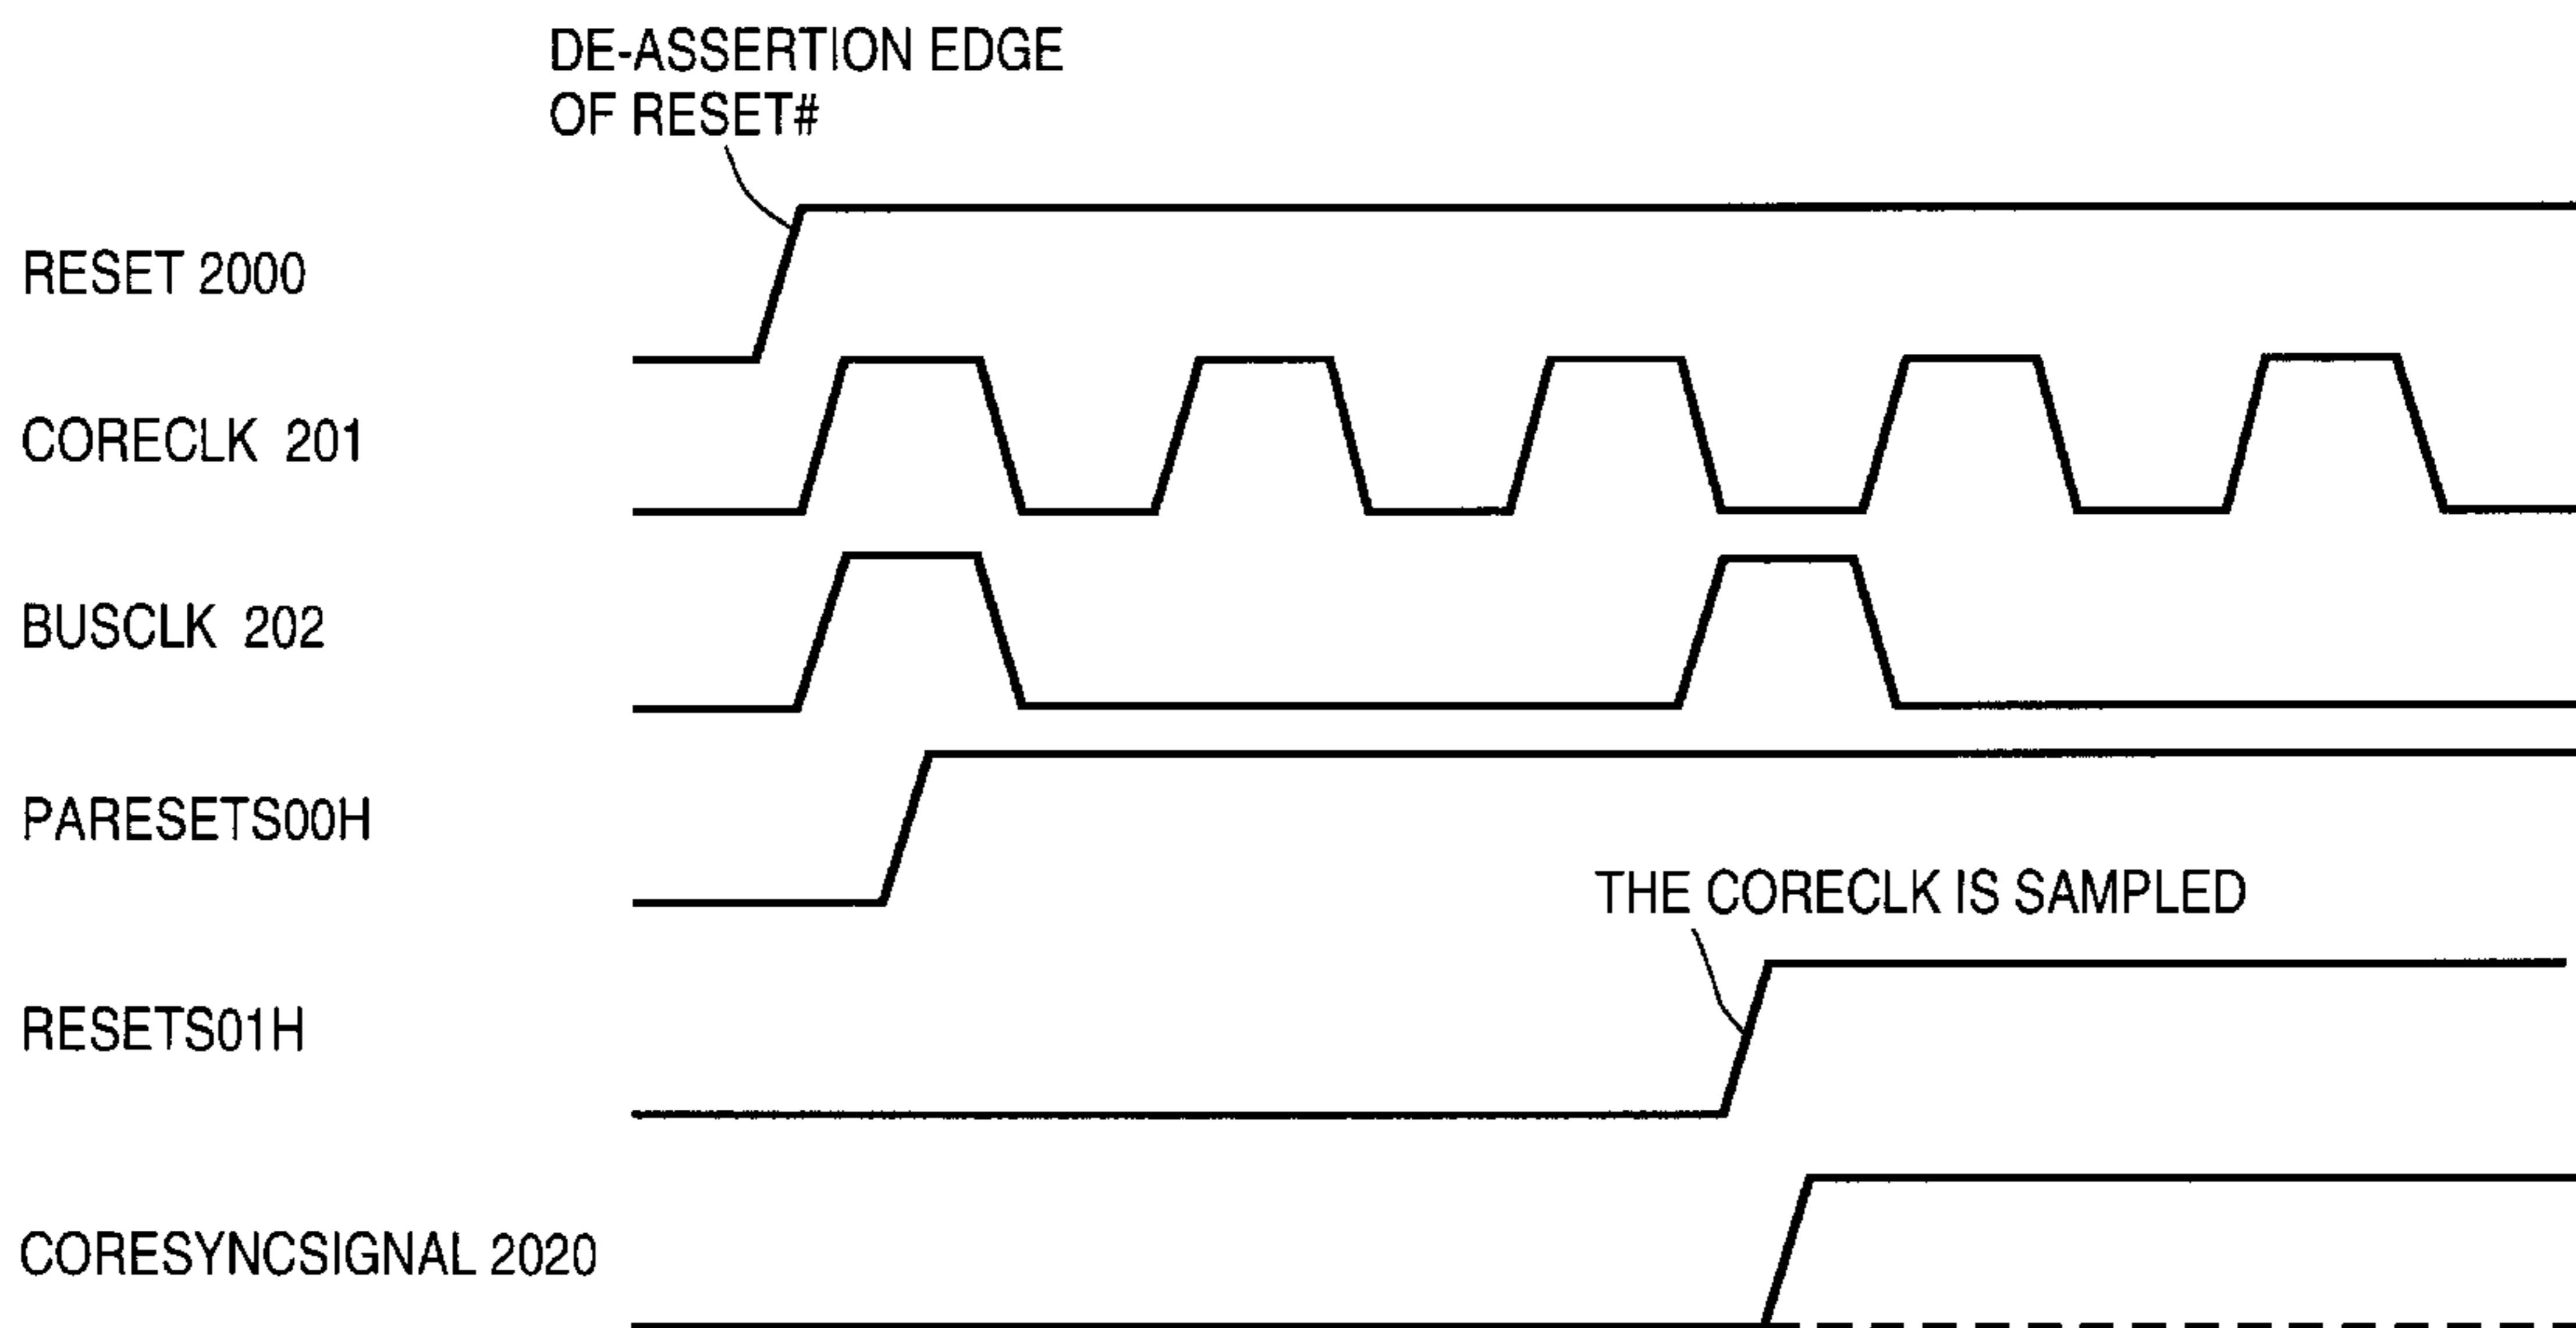 DE-ASSERTION EDGE
OF RESET#
RESET 2000
CORECLK 201
BUSCLK 202
PARESETS00H
THE CORECLK IS SAMPLED
RESETS01H
CORESYNCSIGNAL 2020